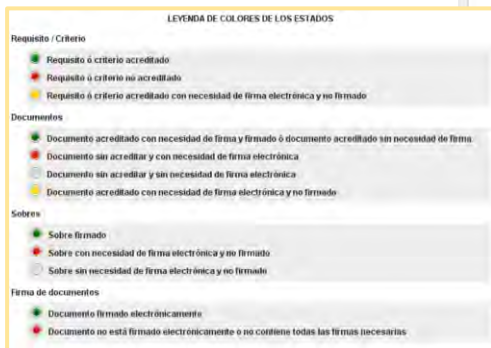 LEYENDA DE COLORES DE LOS ESTADOS
Requisito / Criterio
Requisito ó criterio acreditado
Requisito ó criterio no acreditado
Requisito ó criterio acreditado con necesidad de firma electrónica y no firmado
Documentos
Documento acreditado con necesidad de firma y firmado ó documento acreditado sin necesidad de firma
Documento sin acreditar y con necesidad de firma electrónica
Documento sin acreditar y sin necesidad de firma electrónica
Documento acreditado con necesidad de firma electrónica y no firmado
Sobres
Sobre firmado
Sobre con necesidad de firma electrónica y no firmado
Sobre sin necesidad de firma electrónica y no firmado
Firma de documentos
Documento firmado electrónicamente
Documento no está firmado electrónicamente o no contiene todas las firmas necesarias